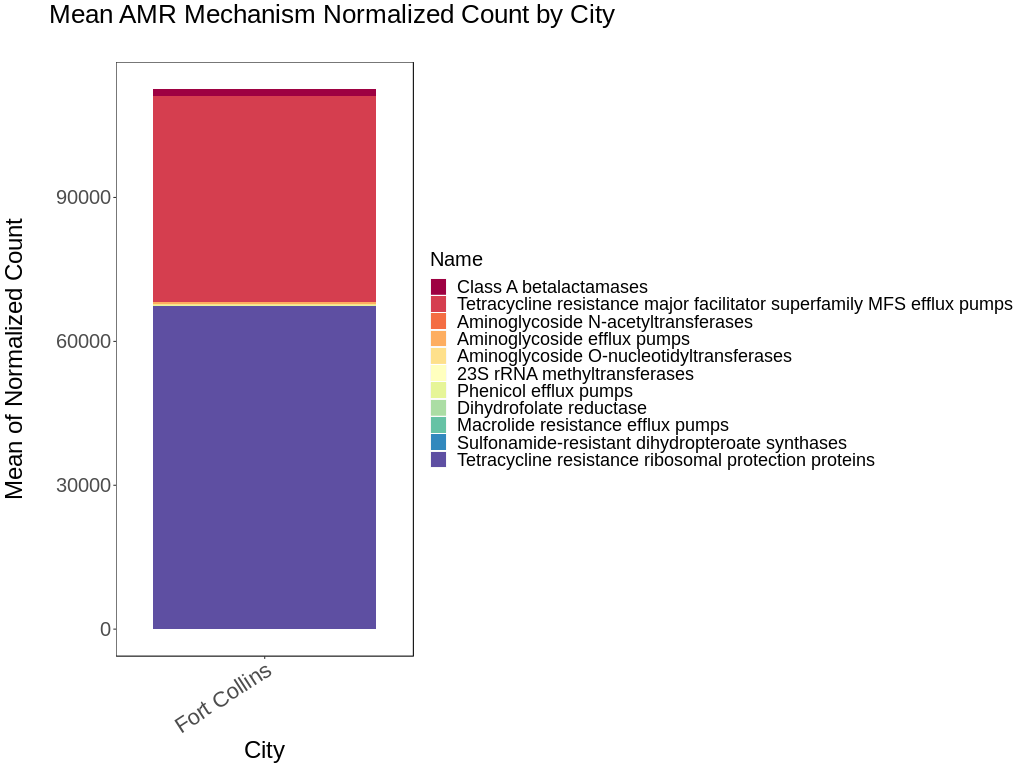 Mean AMR Mechanism Normalized Count by City
Mean of Normalized Count
90000
60000
30000
0
Fort Collins
City
Name
Class A betalactamases
Tetracycline resistance major facilitator superfamily MFS efflux pumps
Aminoglycoside N-acetyltransferases
Aminoglycoside efflux pumps
Aminoglycoside O-nucleotidyltransferases
23S rRNA methyltransferases
Phenicol efflux pumps
Dihydrofolate reductase
Macrolide resistance efflux pumps
Sulfonamide-resistant dihydropteroate synthases
Tetracycline resistance ribosomal protection proteins